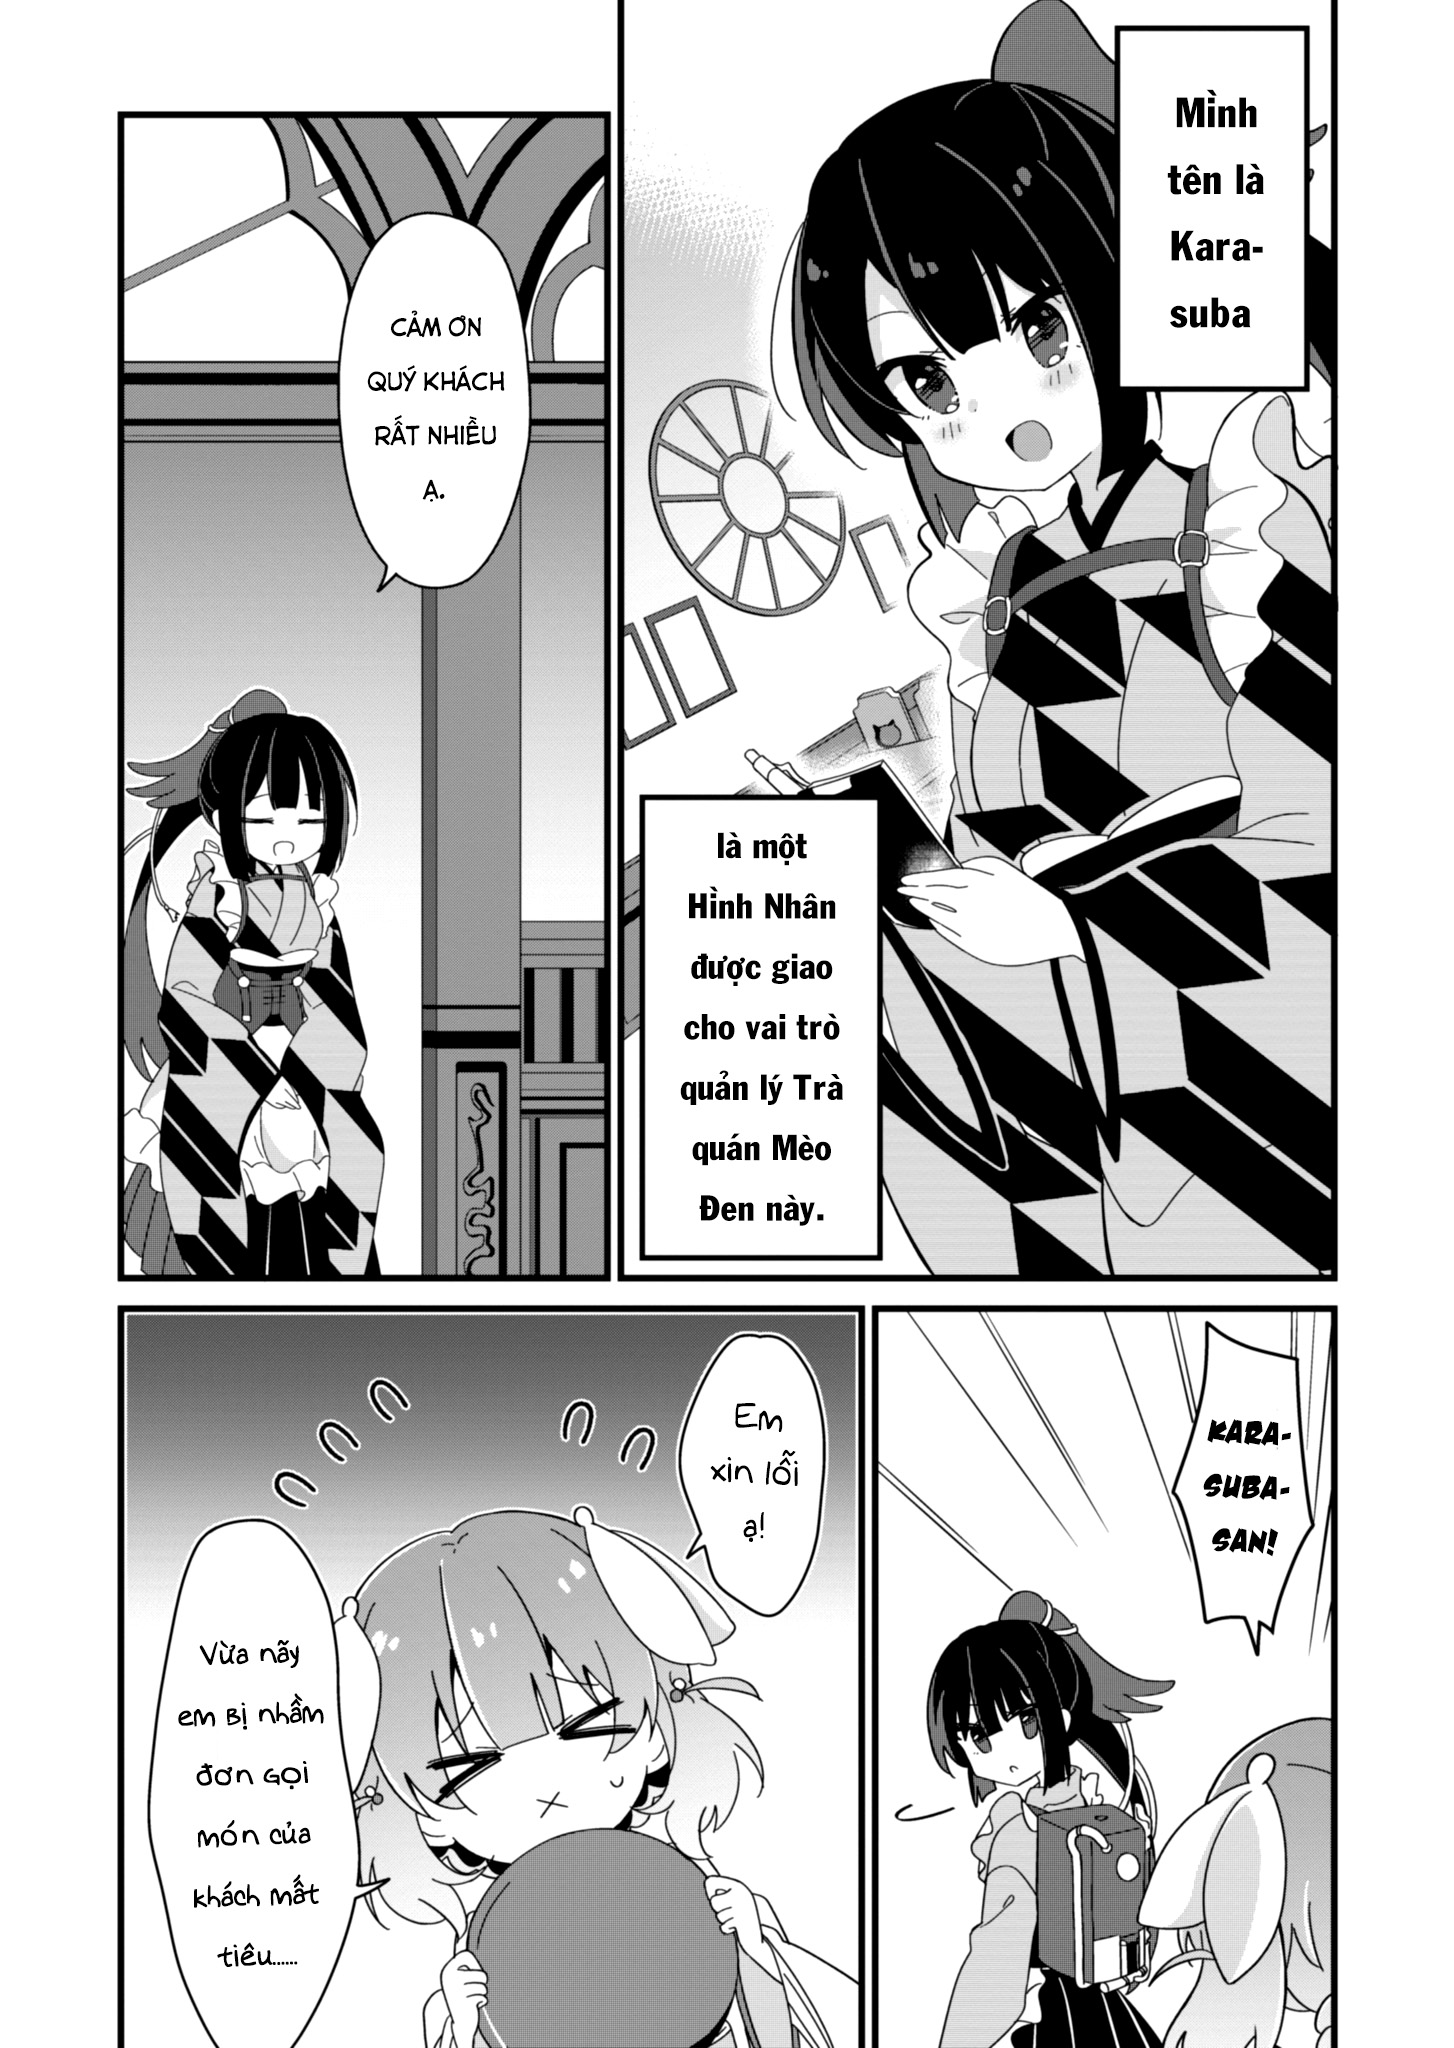 Mình
tên là
Kara-
suba
là một
Hình Nhân
được giao
cho vai trò
quản lý Trà
quán Mèo
Đen này.
CẢM ƠN
QUÝ KHÁCH
RẤT NHIỀU
Ạ.
KARA-
SUBA-
SAN!
Em
xin lỗi
ạ!
Vừa nãy
em bị nhầm
đơn gọi
món của
khách mất
tiêu......